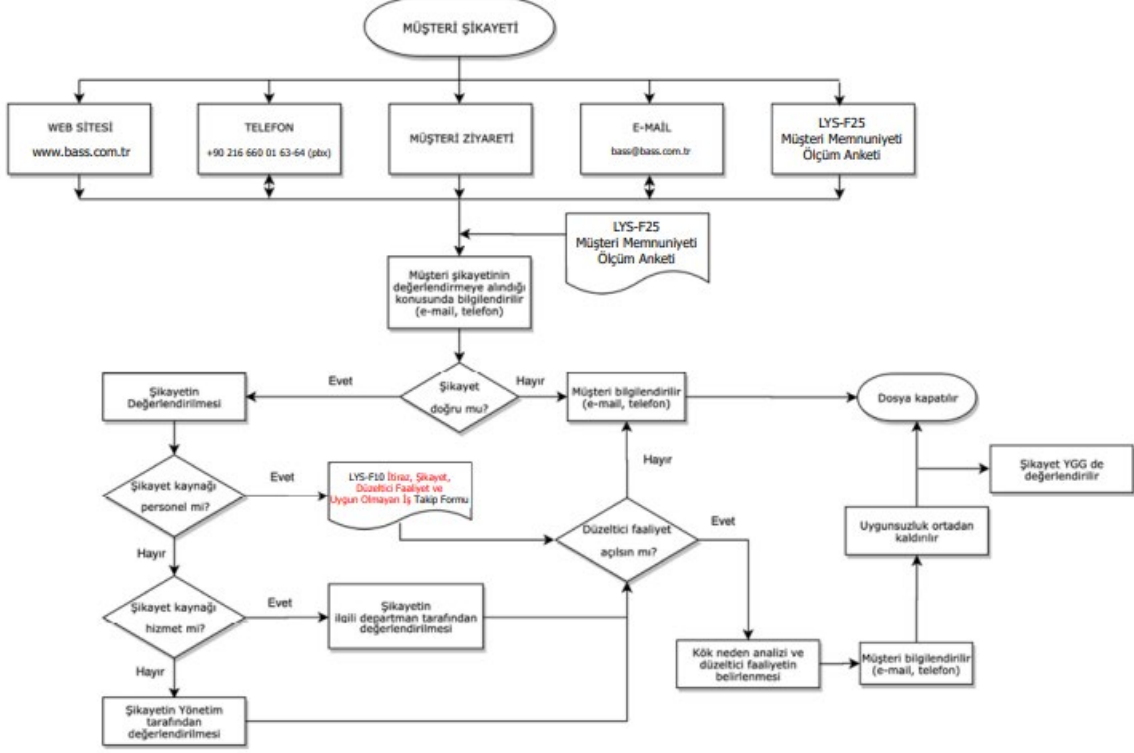 MÜŞTERİ ŞİKAYETİ
WEB SİTESİ
www.bass.com.tr
TELEFON
+90 216 660 01 63-64 (pbx)
MÜŞTERİ ZİYARETİ
E-MAİL
bass@bass.com.tr
LYS-F25
Müşteri Memnuniyeti
Ölçüm Anketi
LYS-F25
Müşteri Memnuniyeti
Ölçüm Anketi
Müşteri şikayetinin
değerlendirmeye alındığı
konusunda bilgilendirilir
(e-mail, telefon)
Şikayet
doğru mu?
Evet
Hayır
Şikayetin
Değerlendirilmesi
Müşteri bilgilendirilir
(e-mail, telefon)
Dosya kapatılır
Şikayet kaynağı
personel mi?
Evet
LYS-F10 İtiraz, Şikayet,
Düzeltici Faaliyet ve
Uygun Olmayan İş Takip Formu
Hayır
Şikayet YGG de
değerlendirilir
Düzeltici faaliyet
açılsın mı?
Evet
Uygunsuzluk ortadan
kaldırılır
Hayır
Şikayet kaynağı
hizmet mi?
Evet
Şikayetin
ilgili departman tarafından
değerlendirilmesi
Hayır
Kök neden analizi ve
düzeltici faaliyetin
belirlenmesi
Müşteri bilgilendirilir
(e-mail, telefon)
Şikayetin Yönetim
tarafından
değerlendirilmesi